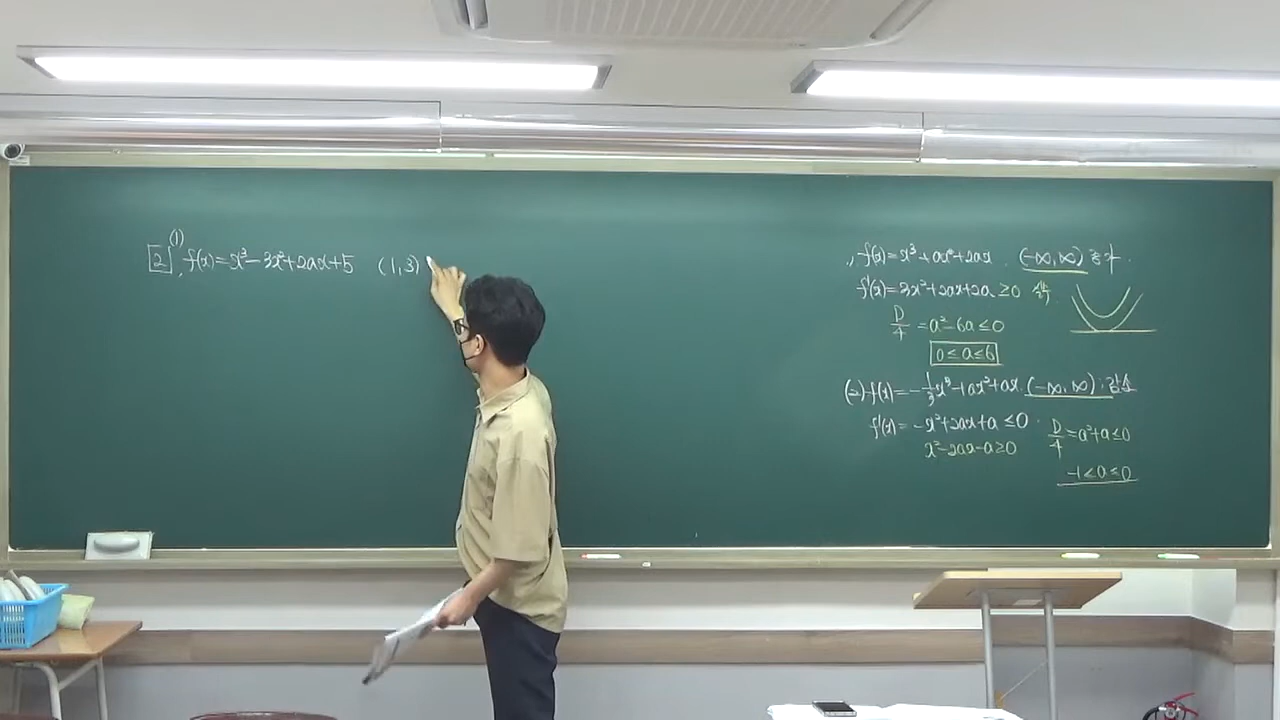 (1)
2 f(x)=x³-3x²+2ax+5 (1,3)
f(x)=x³+ax²+2ax (-∞,∞) 증가.
f'(x)=3x²+2ax+2a≥0
D/4=a²-6a≤0
0≤a≤6
(2) f(x)=-1/3x³+ax²+ax. (-∞,∞):감소
f'(x)=-x²+2ax+a≤0
x²-2ax-a≥0
D/4=a²+a≤0
-1≤a≤0